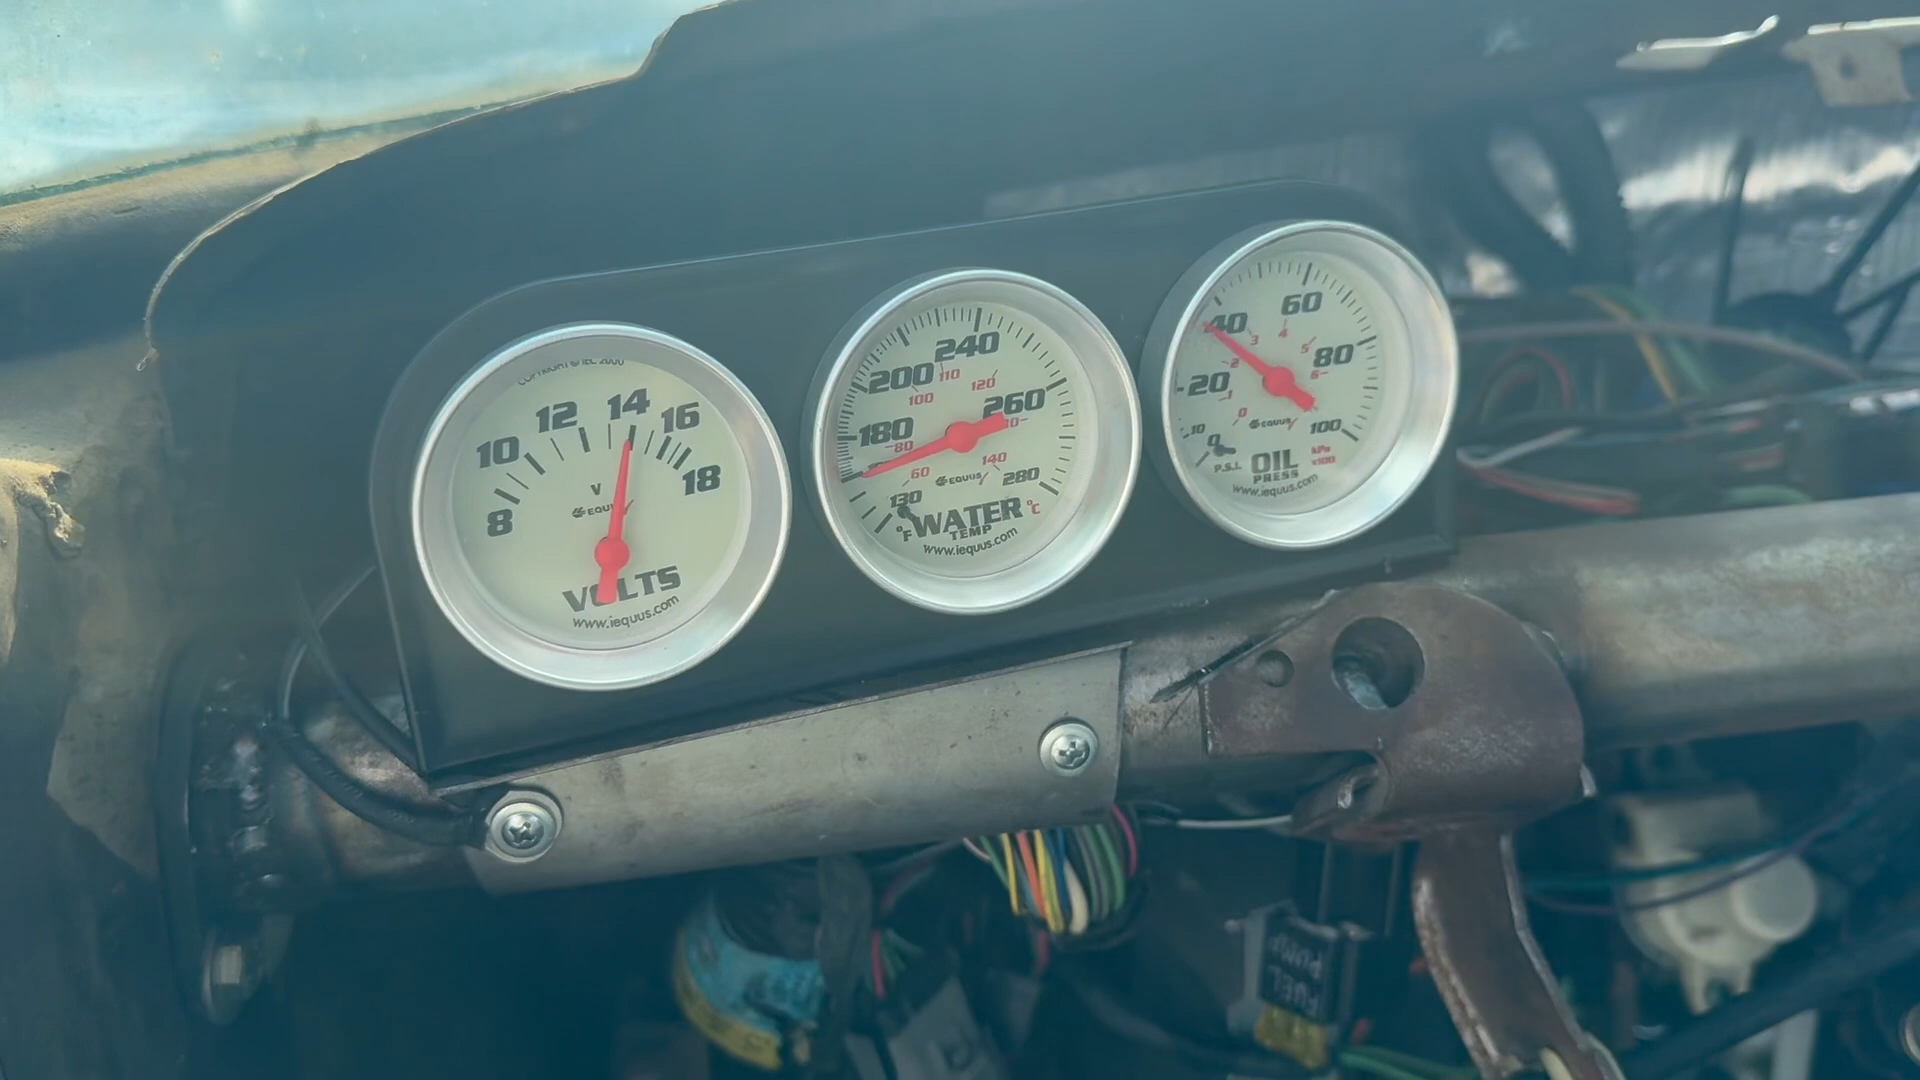 COPYRIGHT © IEC 2000
8 10 12 14 16 18
V
EQUUS
VOLTS
www.iequus.com
130 180 200 240 260 280
60 80 100 110 120 140
EQUUS
°F WATER °C
TEMP
www.iequus.com
0 10 20 40 60 80 100
0 1 2 3 4 5 6
EQUUS
P.S.I. OIL kPa
PRESS x100
www.iequus.com
FUEL
PUMP